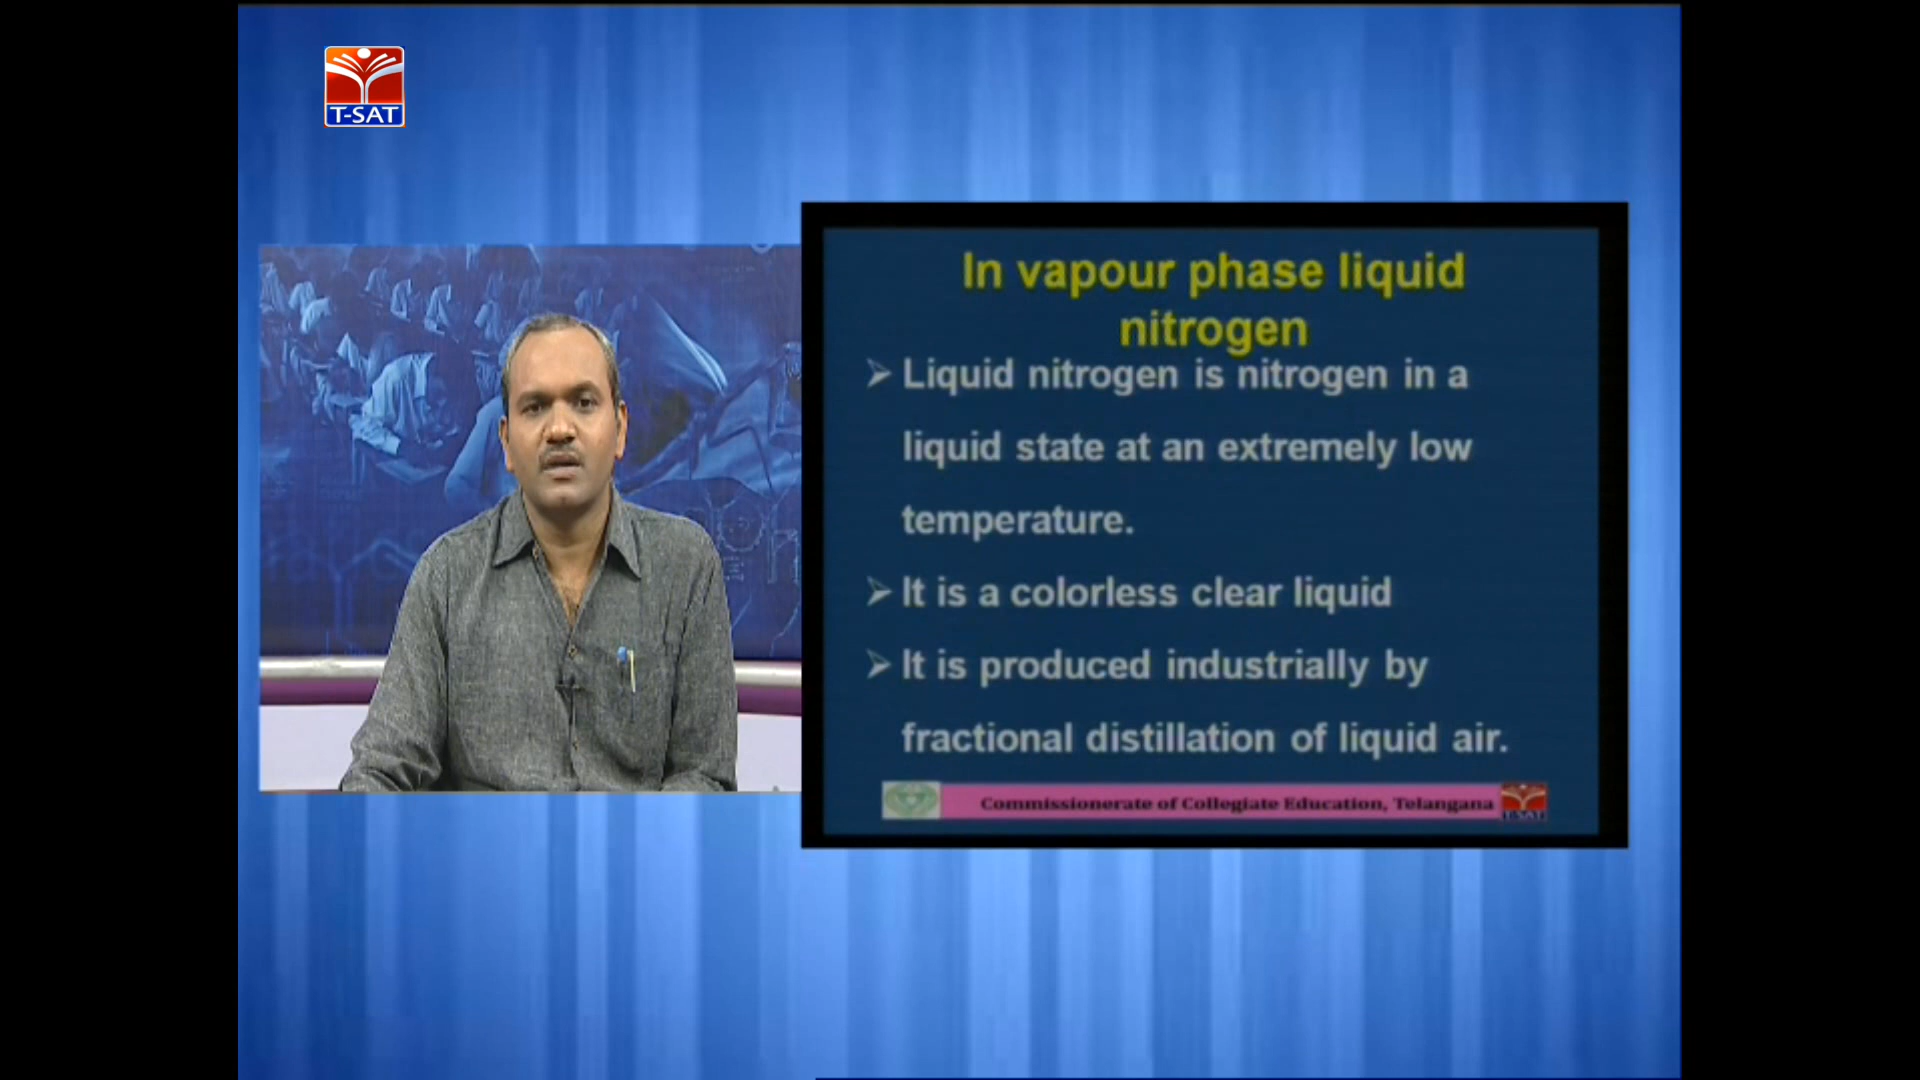 T-SAT
In vapour phase liquid
nitrogen
Liquid nitrogen is nitrogen in a
liquid state at an extremely low
temperature.
It is a colorless clear liquid
It is produced industrially by
fractional distillation of liquid air.
Commissionerate of Collegiate Education, Telangana